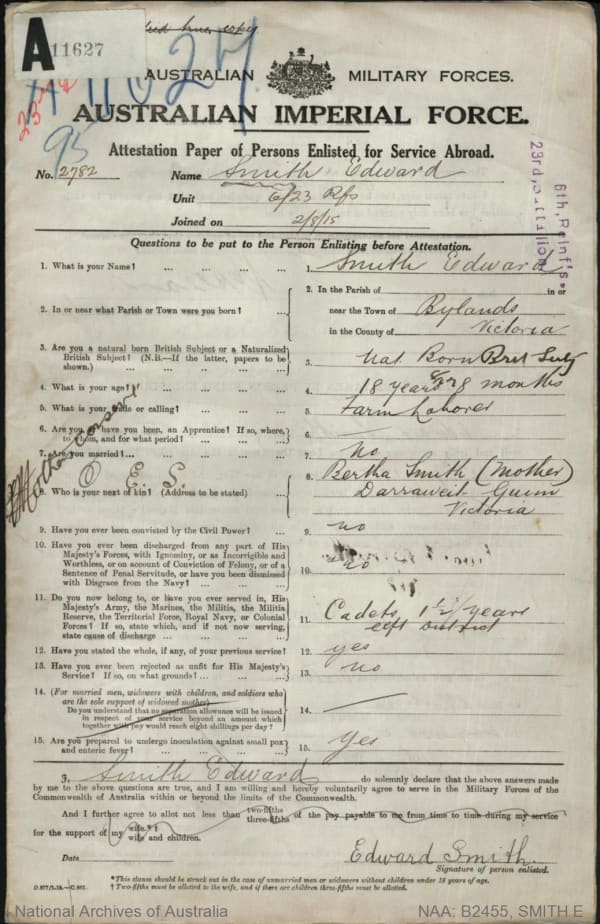 A 11627
true copy
11027
95
AUSTRALIAN MILITARY FORCES.
AUSTRALIAN IMPERIAL FORCE.
Attestation Paper of Persons Enlisted for Service Abroad.
No. 2782 Name Smith Edward
Unit 6/23 Rfs
Joined on 2/8/15
6th, Reinf's.
23rd, Battalion
Questions to be put to the Person Enlisting before Attestation.
1. What is your Name? ... ... ... ... 1. Smith Edward
2. In or near what Parish or Town were you born? ... 2. In the Parish of in or
near the Town of Bylands
in the County of Victoria
3. Are you a natural born British Subject or a Naturalized
British Subject? (N.B.—If the latter, papers to be
shown.) ... ... ... ... 3. Nat Born Brit Subj
4. What is your age? ... ... ... 4. 18 years 8 months
5. What is your trade or calling? ... ... 5. Farm Laborer
6. Are you, or have you been, an Apprentice? If so, where,
to whom, and for what period? ... ... 6.
7. Are you married? ... ... ... 7. No
Mothers consent
O E. S.
8. Who is your next of kin? (Address to be stated) ... 8. Bertha Smith (Mother)
Darraweit Guim
Victoria
9. Have you ever been convicted by the Civil Power? ... 9. no
10. Have you ever been discharged from any part of His
Majesty's Forces, with Ignominy, or as Incorrigible and
Worthless, or on account of Conviction of Felony, or of a
Sentence of Penal Servitude, or have you been dismissed
with Disgrace from the Navy? ... ... 10. no
11. Do you now belong to, or have you ever served in, His
Majesty's Army, the Marines, the Militia, the Militia
Reserve, the Territorial Force, Royal Navy, or Colonial
Forces? If so, state which, and if not now serving,
state cause of discharge ... ... ... 11. Cadets 1½ years
left district
12. Have you stated the whole, if any, of your previous service? 12. yes
13. Have you ever been rejected as unfit for His Majesty's
Service? If so, on what grounds? ... ... 13. no
14. (For married men, widowers with children, and soldiers who
are the sole support of widowed mother)—
Do you understand that no separation allowance will be issued
in respect of your service beyond an amount which
together with pay would reach eight shillings per day? 14.
15. Are you prepared to undergo inoculation against small pox
and enteric fever? ... ... ... 15. Yes
I, Smith Edward do solemnly declare that the above answers made
by me to the above questions are true, and I am willing and hereby voluntarily agree to serve in the Military Forces of the
Commonwealth of Australia within or beyond the limits of the Commonwealth.
And I further agree to allot not less than two-fifths three-fifths of the pay payable to me from time to time during my service
for the support of my wife.*† wife and children.
Date Edward Smith.
Signature of person enlisted.
*This clause should be struck out in the case of unmarried men or widowers without children under 18 years of age.
† Two-fifths must be allotted to the wife, and if there are children three-fifths must be allotted.
National Archives of Australia NAA: B2455, SMITH E